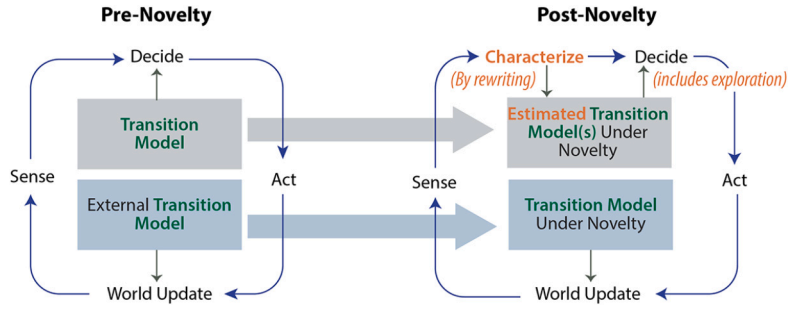 Pre-Novelty
Decide
Transition
Model
Sense
Act
External Transition
Model
World Update
Post-Novelty
Characterize
Decide
(By rewriting)
(includes exploration)
Estimated Transition
Model(s) Under
Novelty
Sense
Act
Transition Model
Under Novelty
World Update